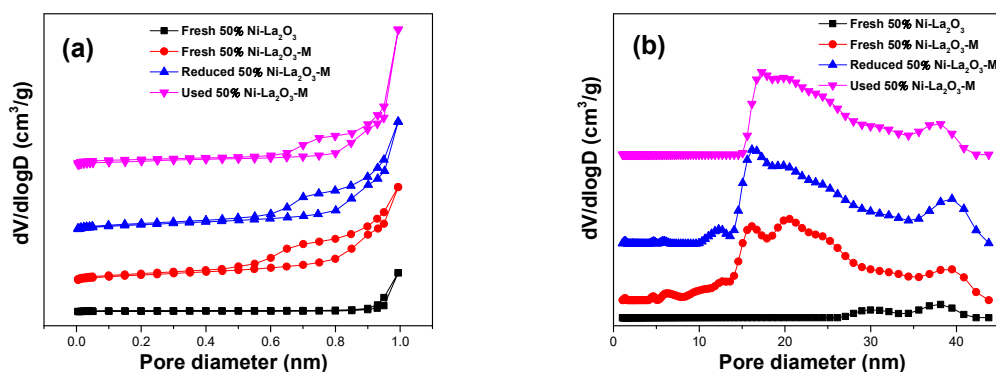 (a)
Fresh 50% Ni-La₂O₃
Fresh 50% Ni-La₂O₃-M
Reduced 50% Ni-La₂O₃-M
Used 50% Ni-La₂O₃-M
dV/dlogD (cm³/g)
0.0 0.2 0.4 0.6 0.8 1.0
Pore diameter (nm)
(b)
Fresh 50% Ni-La₂O₃
Fresh 50% Ni-La₂O₃-M
Reduced 50% Ni-La₂O₃-M
Used 50% Ni-La₂O₃-M
dV/dlogD (cm³/g)
0 10 20 30 40
Pore diameter (nm)